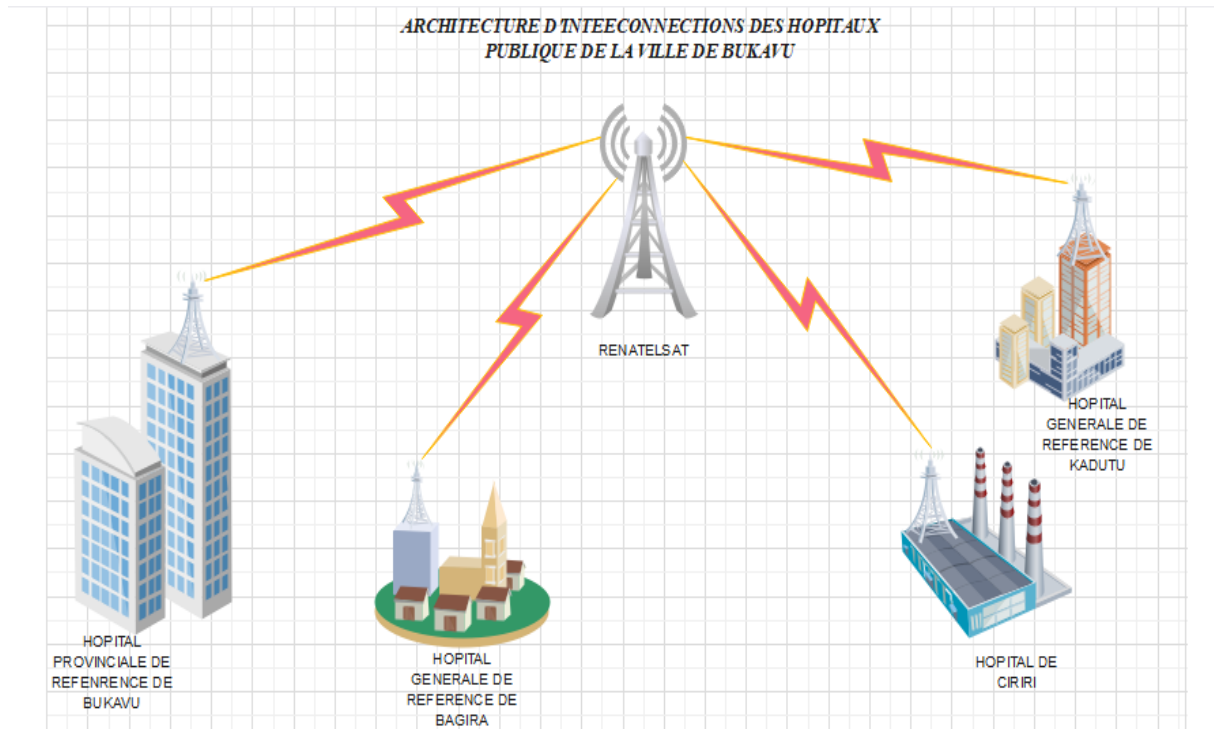 ARCHITECTURE D'INTEECONNECTIONS DES HOPITAUX
PUBLIQUE DE LA VILLE DE BUKAVU
RENATELSAT
HOPITAL
GENERALE DE
REFERENCE DE
KADUTU
HOPITAL
PROVINCIALE DE
REFENRENCE DE
BUKAVU
HOPITAL
GENERALE DE
REFERENCE DE
BAGIRA
HOPITAL DE
CIRIRI